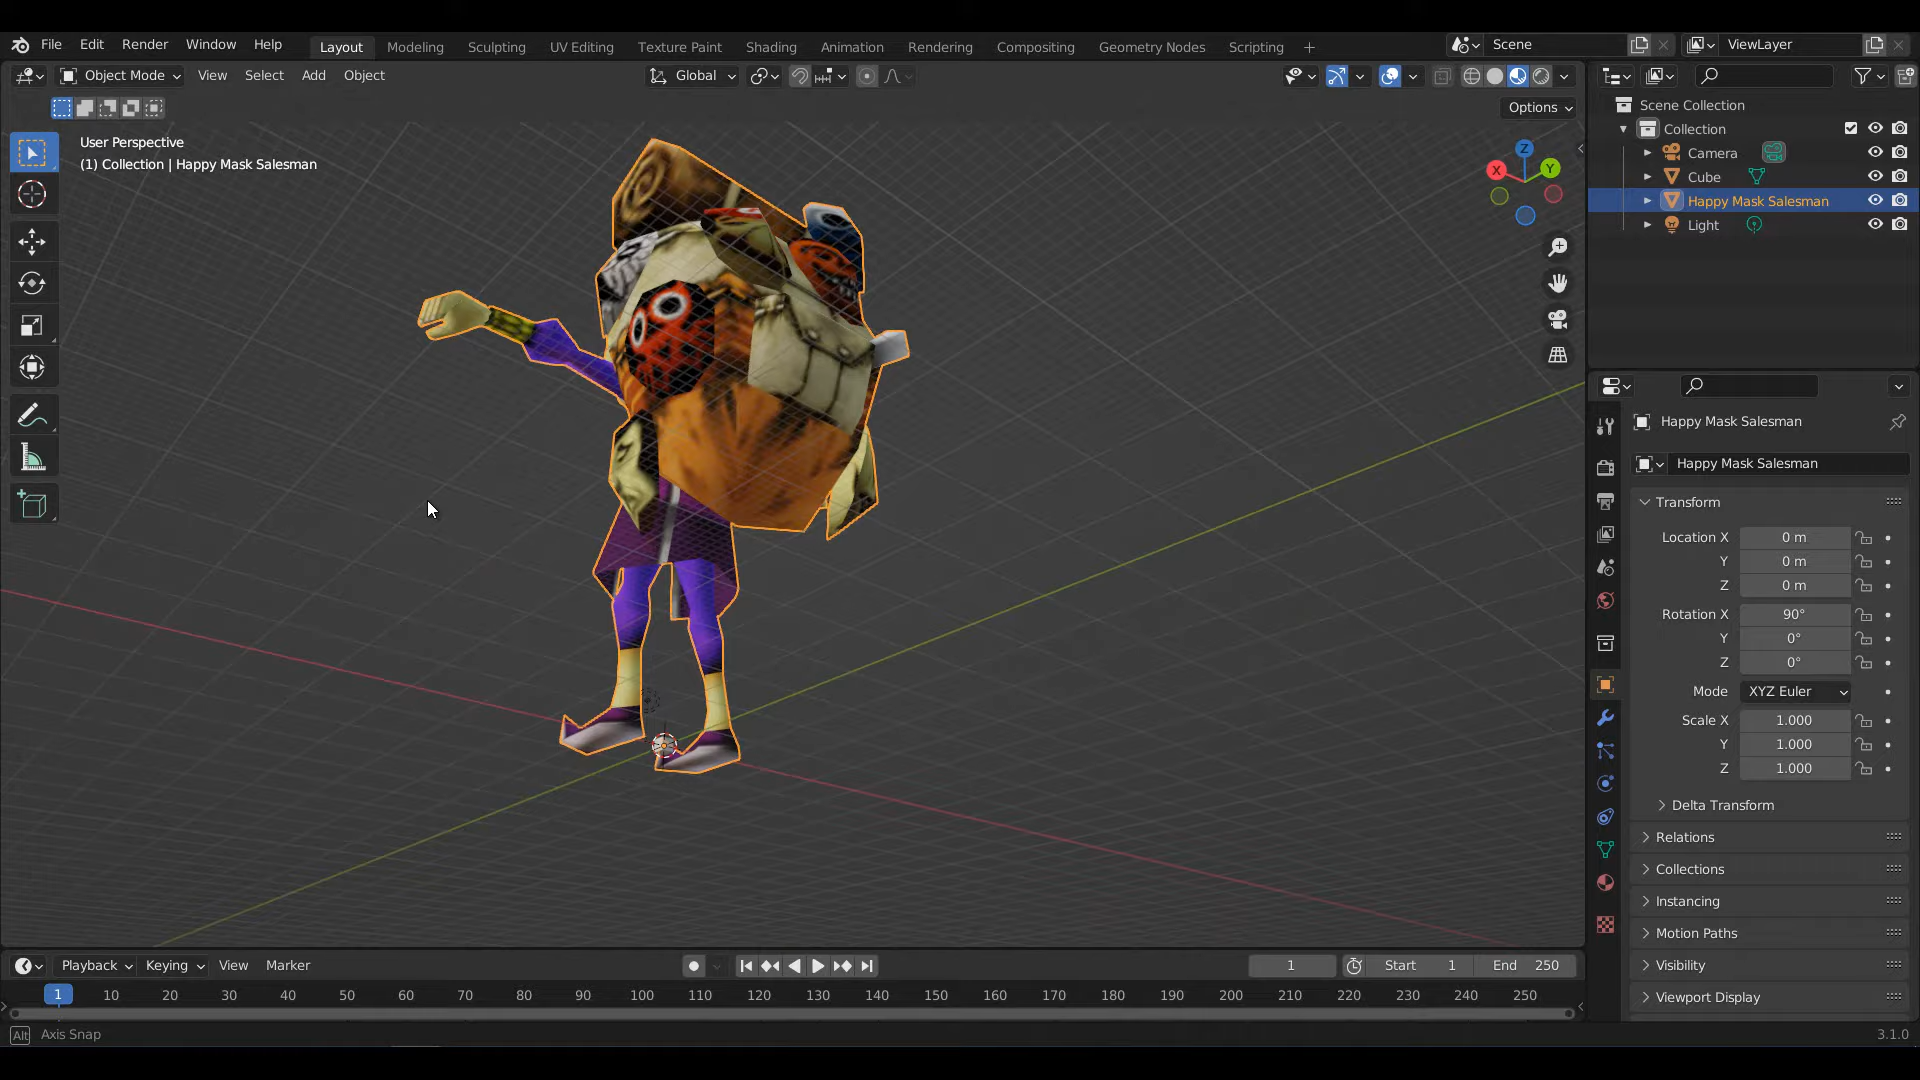 File Edit Render Window Help
Layout Modeling Sculpting UV Editing Texture Paint Shading Animation Rendering Compositing Geometry Nodes Scripting +
Scene
ViewLayer
Object Mode View Select Add Object
Global
Options
User Perspective
(1) Collection | Happy Mask Salesman
Z
X
Y
Scene Collection
Collection
Camera
Cube
Happy Mask Salesman
Light
Happy Mask Salesman
Happy Mask Salesman
Transform
Location X 0 m
Y 0 m
Z 0 m
Rotation X 90°
Y 0°
Z 0°
Mode XYZ Euler
Scale X 1.000
Y 1.000
Z 1.000
Delta Transform
Relations
Collections
Instancing
Motion Paths
Visibility
Viewport Display
Playback Keying View Marker
1
Start 1
End 250
1 10 20 30 40 50 60 70 80 90 100 110 120 130 140 150 160 170 180 190 200 210 220 230 240 250
Alt Axis Snap
3.1.0